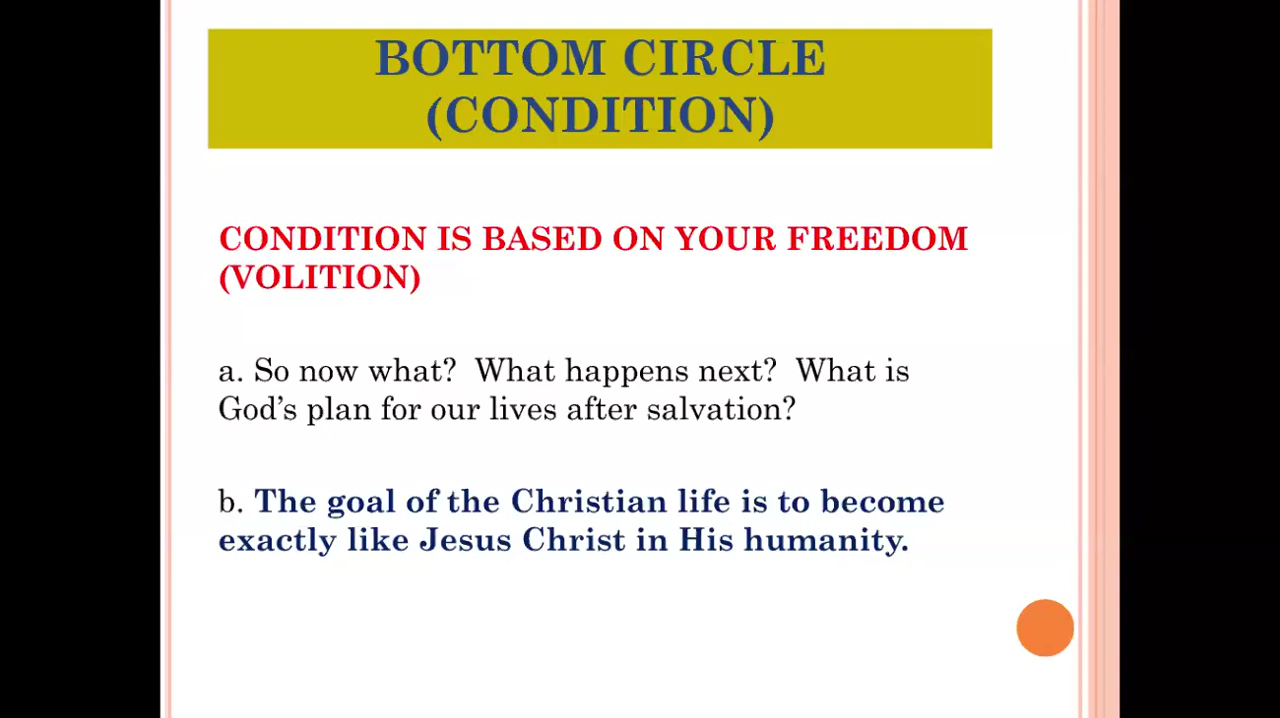 BOTTOM CIRCLE
(CONDITION)
CONDITION IS BASED ON YOUR FREEDOM
(VOLITION)
a. So now what?  What happens next?  What is
God’s plan for our lives after salvation?
b. The goal of the Christian life is to become
exactly like Jesus Christ in His humanity.